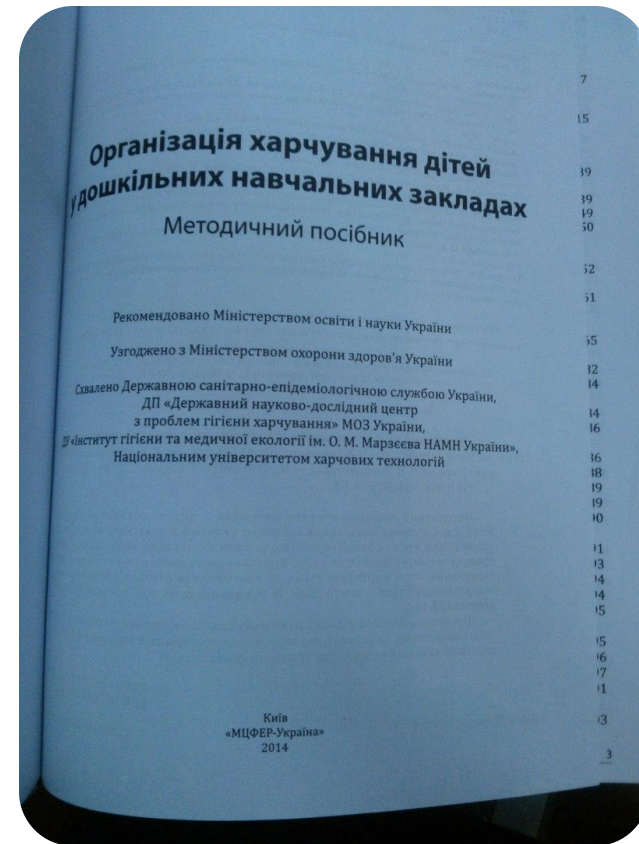 Організація харчування дітей
у дошкільних навчальних закладах
Методичний посібник
Рекомендовано Міністерством освіти і науки України
Узгоджено з Міністерством охорони здоров'я України
Схвалено Державною санітарно-епідеміологічною службою України,
ДП «Державний науково-дослідний центр
з проблем гігієни харчування» МОЗ України,
ДУ «Інститут гігієни та медичної екології ім. О. М. Марзєєва НАМН України»,
Національним університетом харчових технологій
Київ
«МЦФЕР-Україна»
2014
7
3